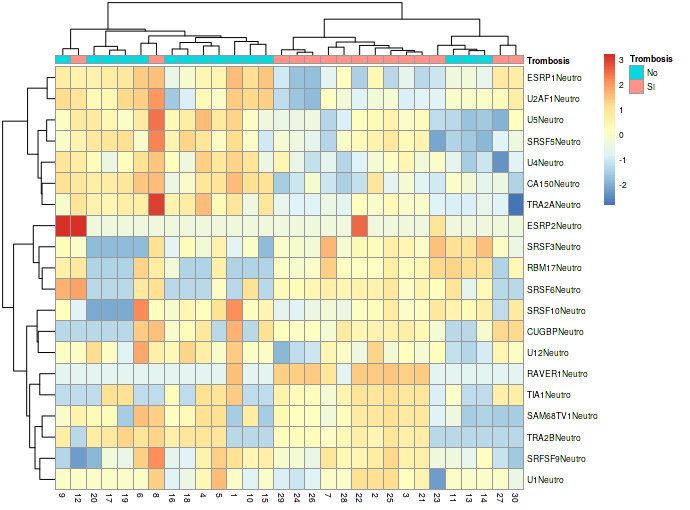 Trombosis
ESRP1Neutro
U2AF1Neutro
U5Neutro
SRSF5Neutro
U4Neutro
CA150Neutro
TRA2ANeutro
ESRP2Neutro
SRSF3Neutro
RBM17Neutro
SRSF6Neutro
SRSF10Neutro
CUGBPNeutro
U12Neutro
RAVER1Neutro
TIA1Neutro
SAM68TV1Neutro
TRA2BNeutro
SRFSF9Neutro
U1Neutro
9 12 20 17 19 6 8 16 18 4 5 1 10 15 29 24 26 7 28 22 2 25 3 21 23 11 13 14 27 30
3
2
1
0
-1
-2
Trombosis
No
Si